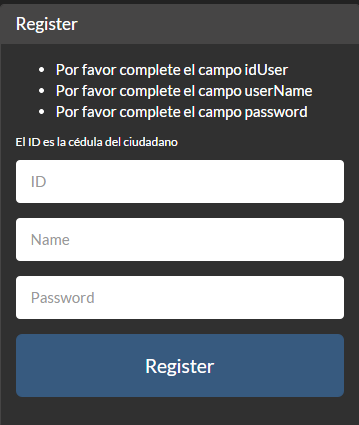 Register
Por favor complete el campo idUser
Por favor complete el campo userName
Por favor complete el campo password
El ID es la cédula del ciudadano
ID
Name
Password
Register